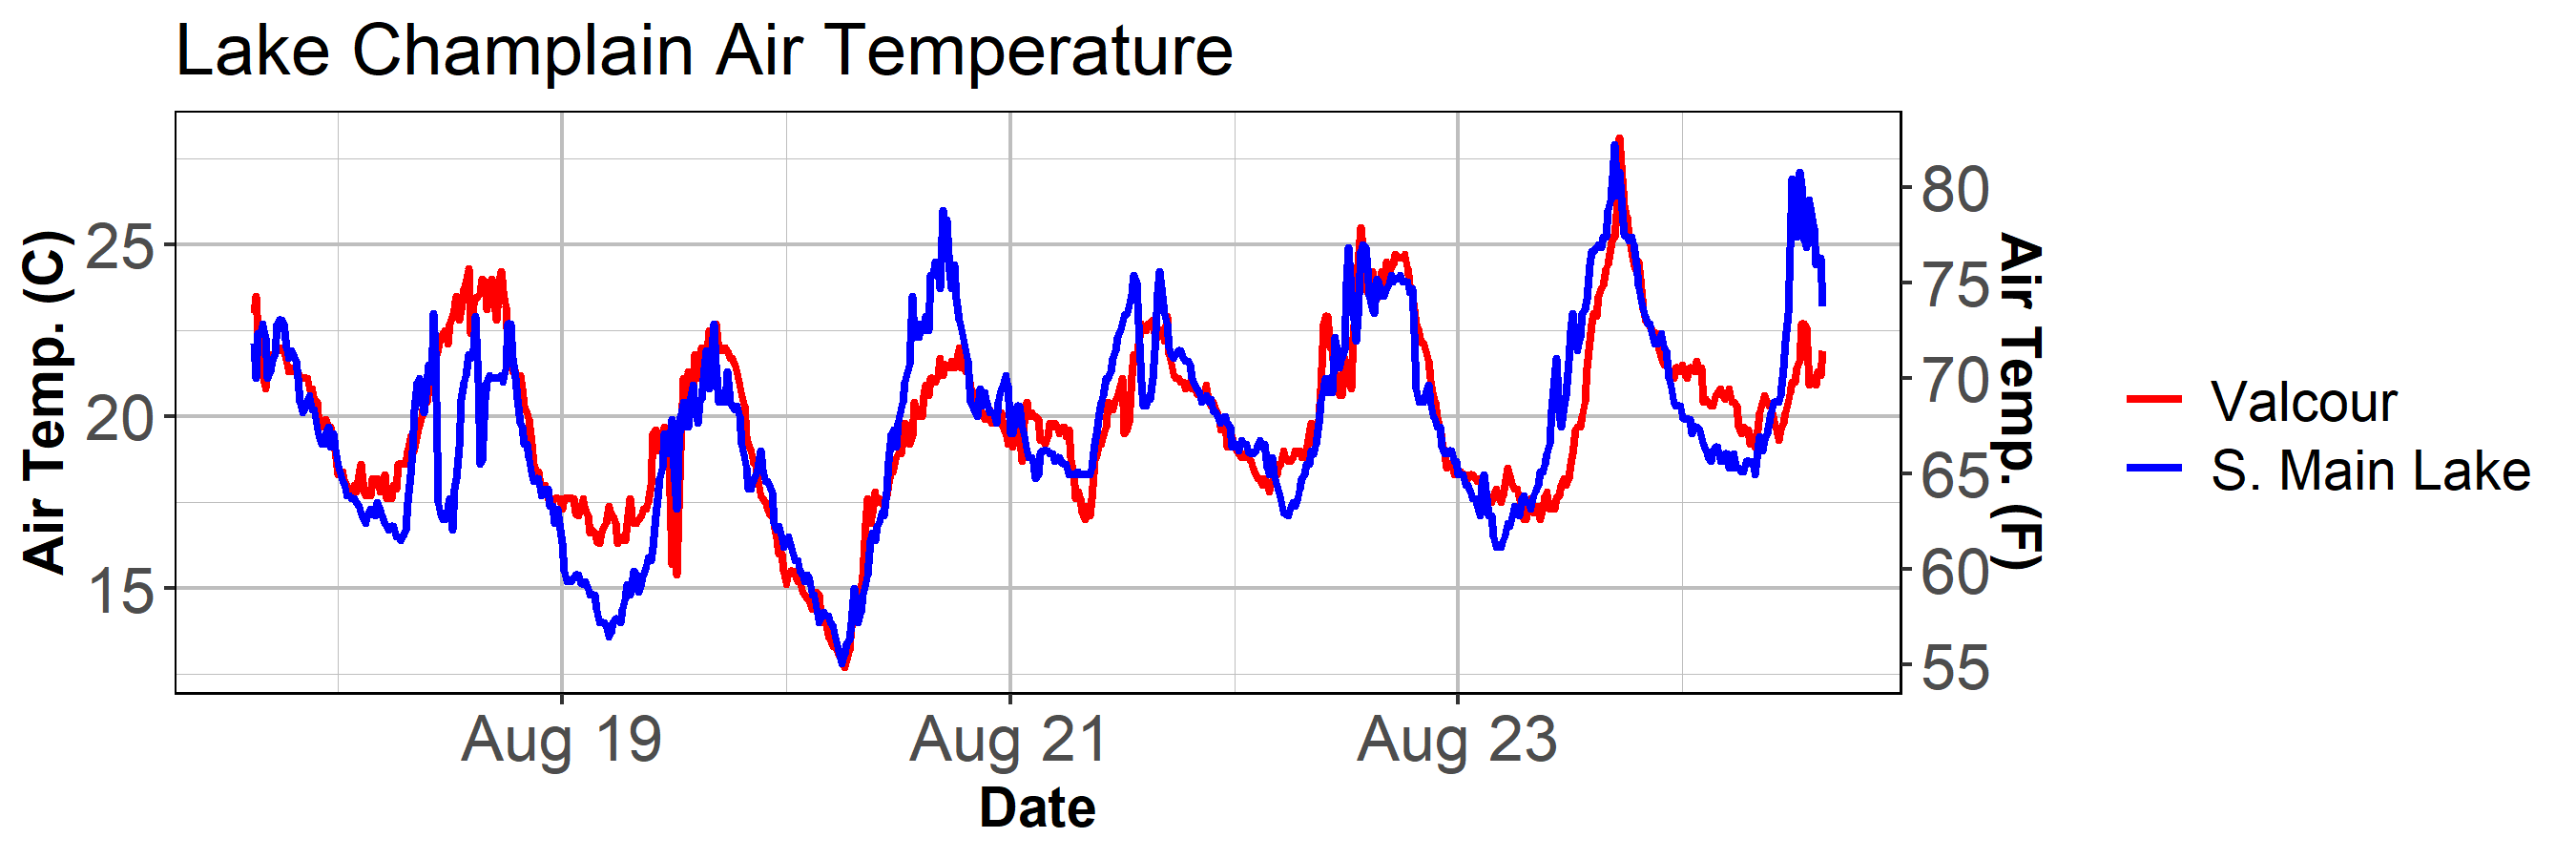 Lake Champlain Air Temperature
Air Temp. (C)
25
20
15
80
75
70
65
60
55
Air Temp. (F)
Aug 19
Aug 21
Aug 23
Date
Valcour
S. Main Lake